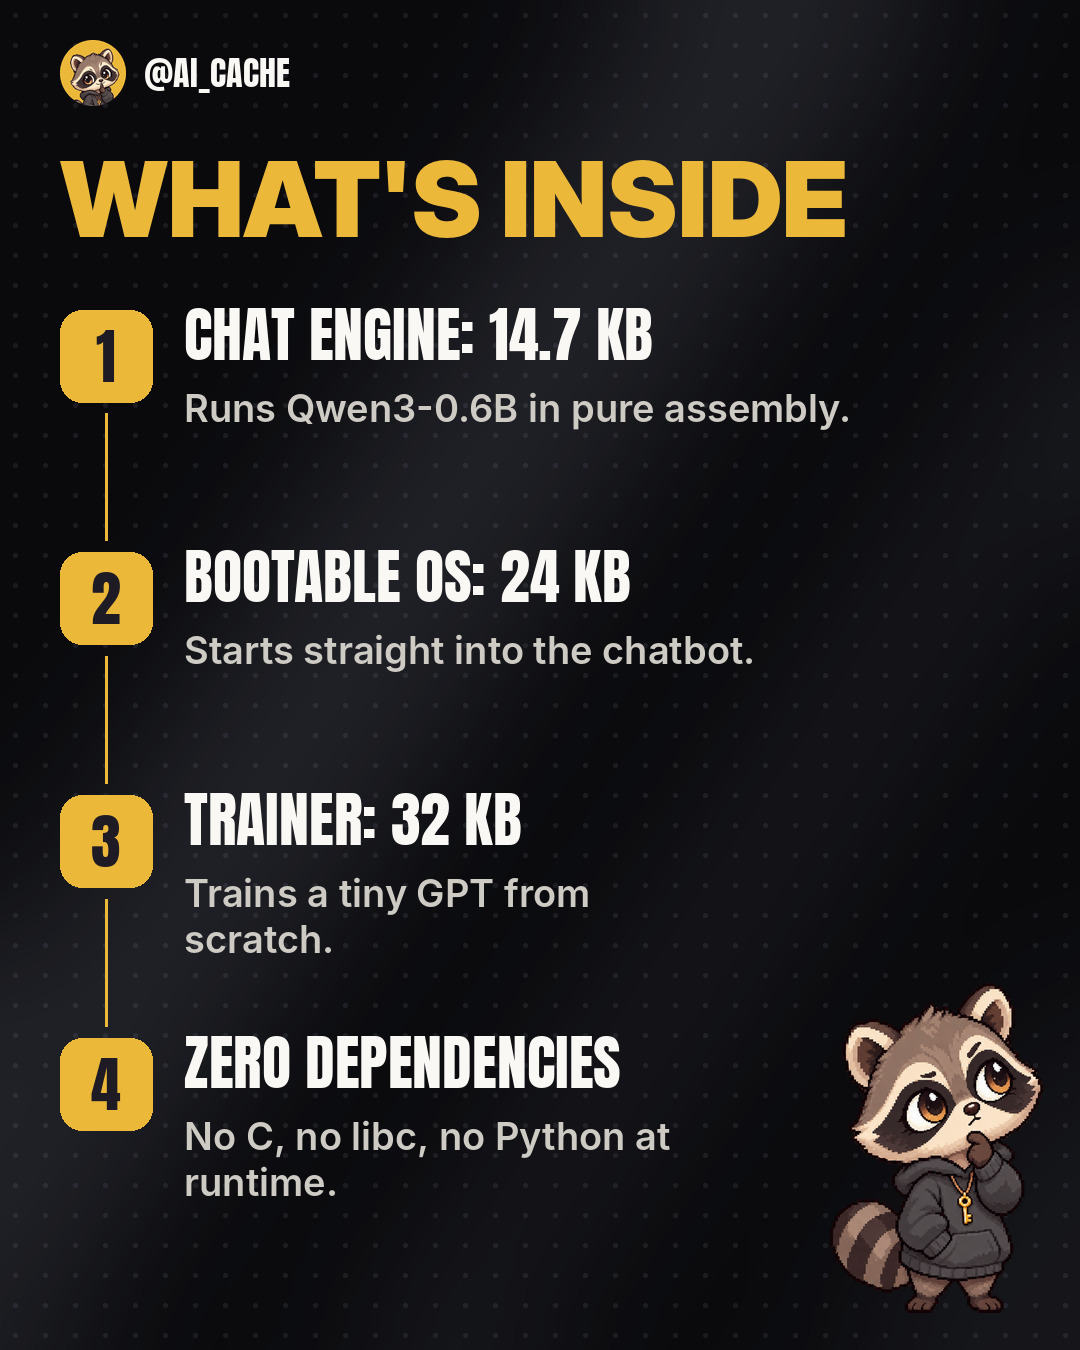 @AI_CACHE
WHAT'S INSIDE
1
CHAT ENGINE: 14.7 KB
Runs Qwen3-0.6B in pure assembly.
2
BOOTABLE OS: 24 KB
Starts straight into the chatbot.
3
TRAINER: 32 KB
Trains a tiny GPT from
scratch.
4
ZERO DEPENDENCIES
No C, no libc, no Python at
runtime.